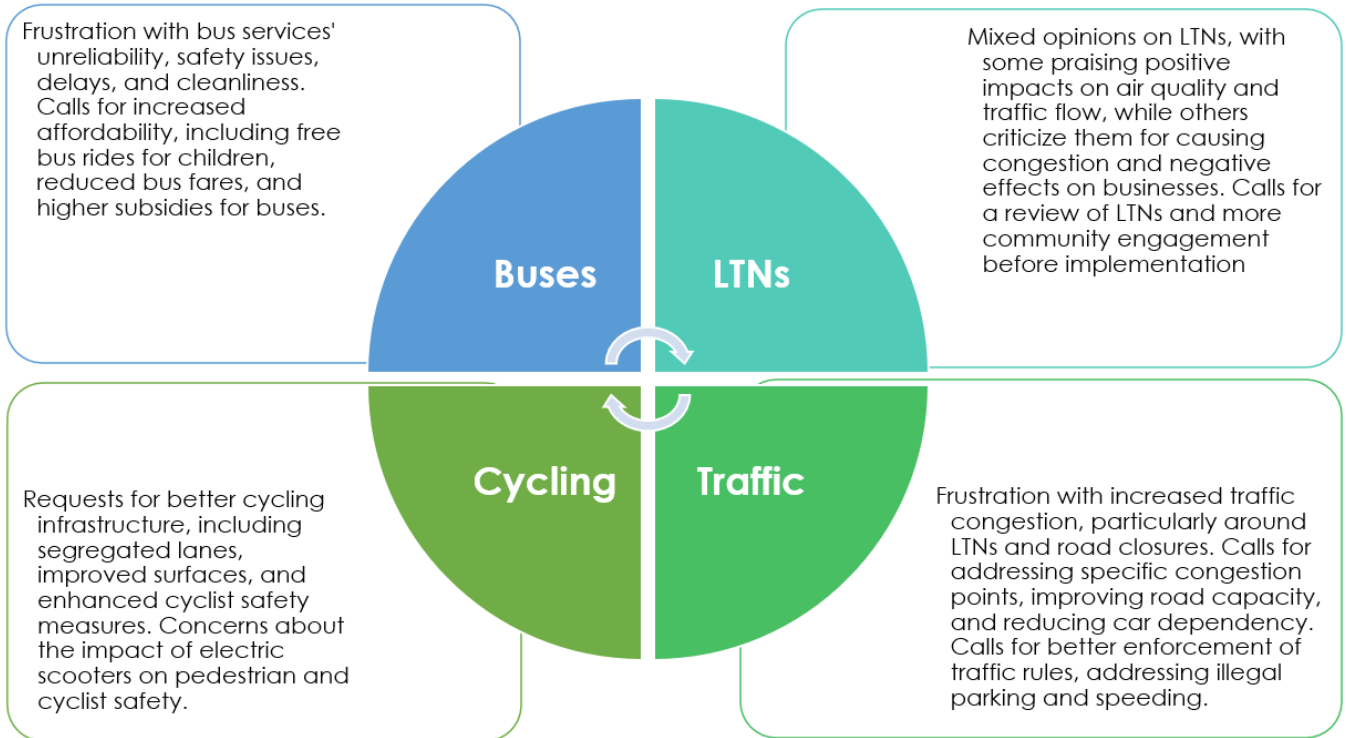 Frustration with bus services'
unreliability, safety issues,
delays, and cleanliness.
Calls for increased
affordability, including free
bus rides for children,
reduced bus fares, and
higher subsidies for buses.
Mixed opinions on LTNs, with
some praising positive
impacts on air quality and
traffic flow, while others
criticize them for causing
congestion and negative
effects on businesses. Calls for
a review of LTNs and more
community engagement
before implementation
Buses
LTNs
Cycling
Traffic
Requests for better cycling
infrastructure, including
segregated lanes,
improved surfaces, and
enhanced cyclist safety
measures. Concerns about
the impact of electric
scooters on pedestrian and
cyclist safety.
Frustration with increased traffic
congestion, particularly around
LTNs and road closures. Calls for
addressing specific congestion
points, improving road capacity,
and reducing car dependency.
Calls for better enforcement of
traffic rules, addressing illegal
parking and speeding.